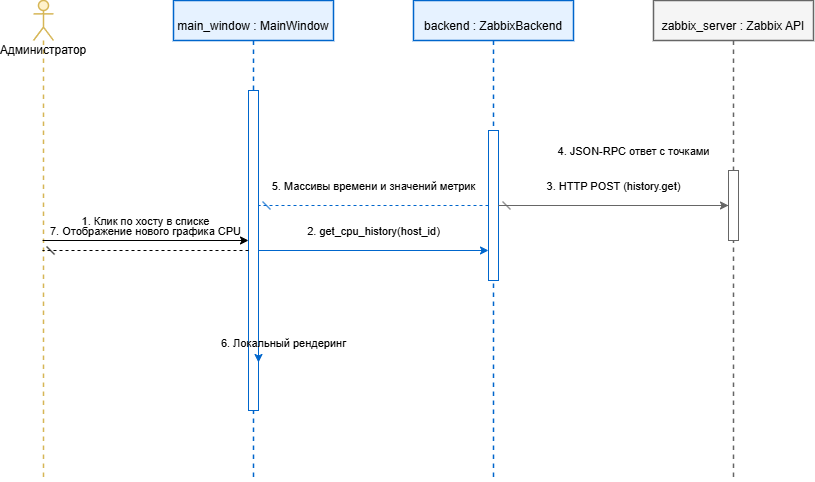 main_window : MainWindow
backend : ZabbixBackend
zabbix_server : Zabbix API
Администратор
4. JSON-RPC ответ с точками
5. Массивы времени и значений метрик
3. HTTP POST (history.get)
1. Клик по хосту в списке
7. Отображение нового графика CPU
2. get_cpu_history(host_id)
6. Локальный рендеринг